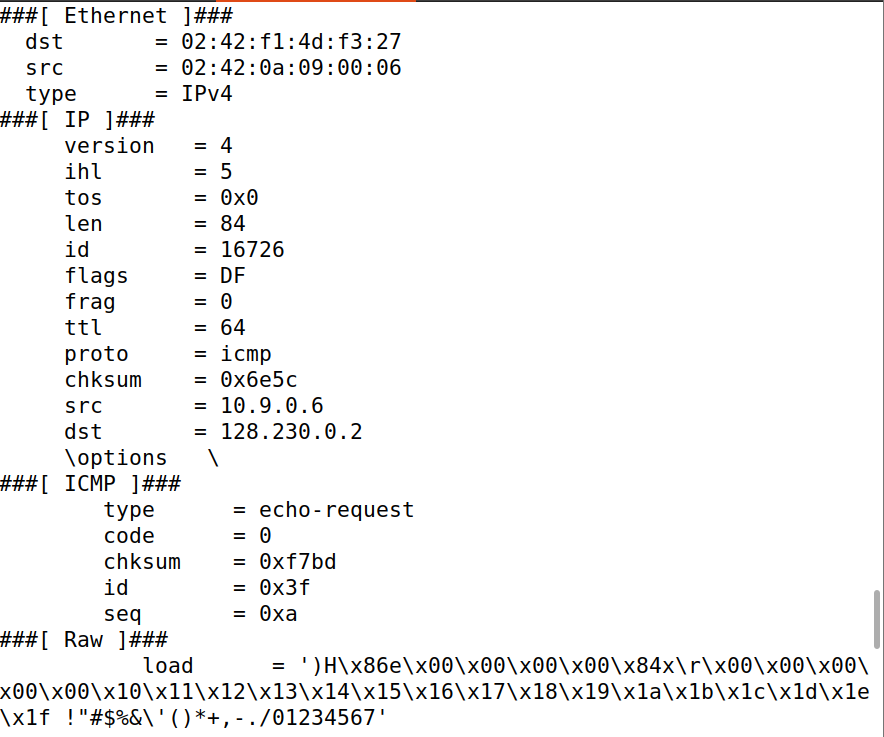 ###[ Ethernet ]###
  dst       = 02:42:f1:4d:f3:27
  src       = 02:42:0a:09:00:06
  type      = IPv4
###[ IP ]###
     version   = 4
     ihl       = 5
     tos       = 0x0
     len       = 84
     id        = 16726
     flags     = DF
     frag      = 0
     ttl       = 64
     proto     = icmp
     chksum    = 0x6e5c
     src       = 10.9.0.6
     dst       = 128.230.0.2
     \options   \
###[ ICMP ]###
        type      = echo-request
        code      = 0
        chksum    = 0xf7bd
        id        = 0x3f
        seq       = 0xa
###[ Raw ]###
           load      = ')H\x86e\x00\x00\x00\x00\x84x\r\x00\x00\x00\
x00\x00\x10\x11\x12\x13\x14\x15\x16\x17\x18\x19\x1a\x1b\x1c\x1d\x1e
\x1f !"#$%&\'()*+,-./01234567'